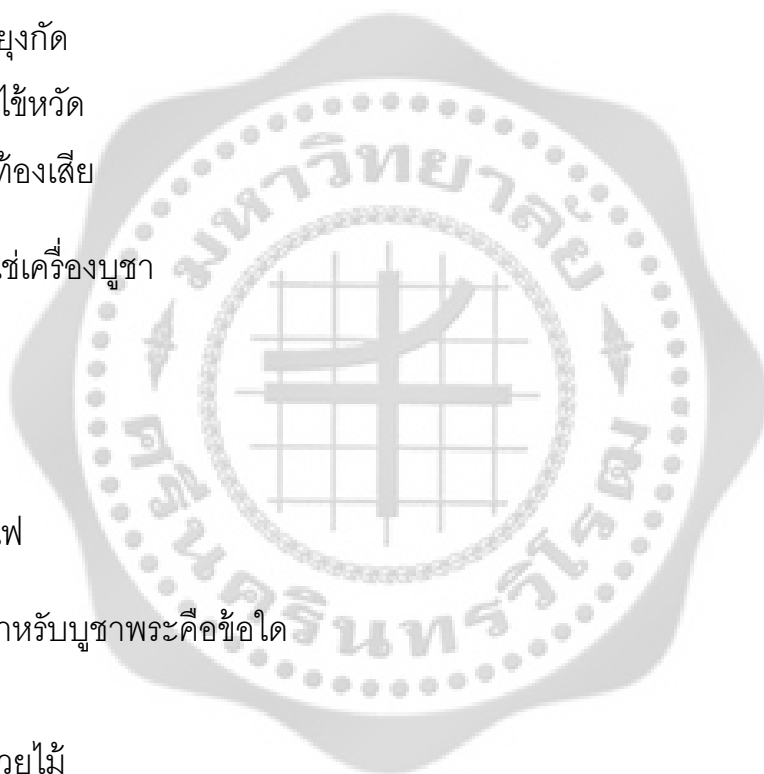 ยุงกัด
ไข้หวัด
ท้องเสีย
ช่เครื่องบูชา
มหาวิทยาลัย
ศรีนครินทรวิโรฒ
ฟ
าหรับบูชาพระคือข้อใด
วยไม้